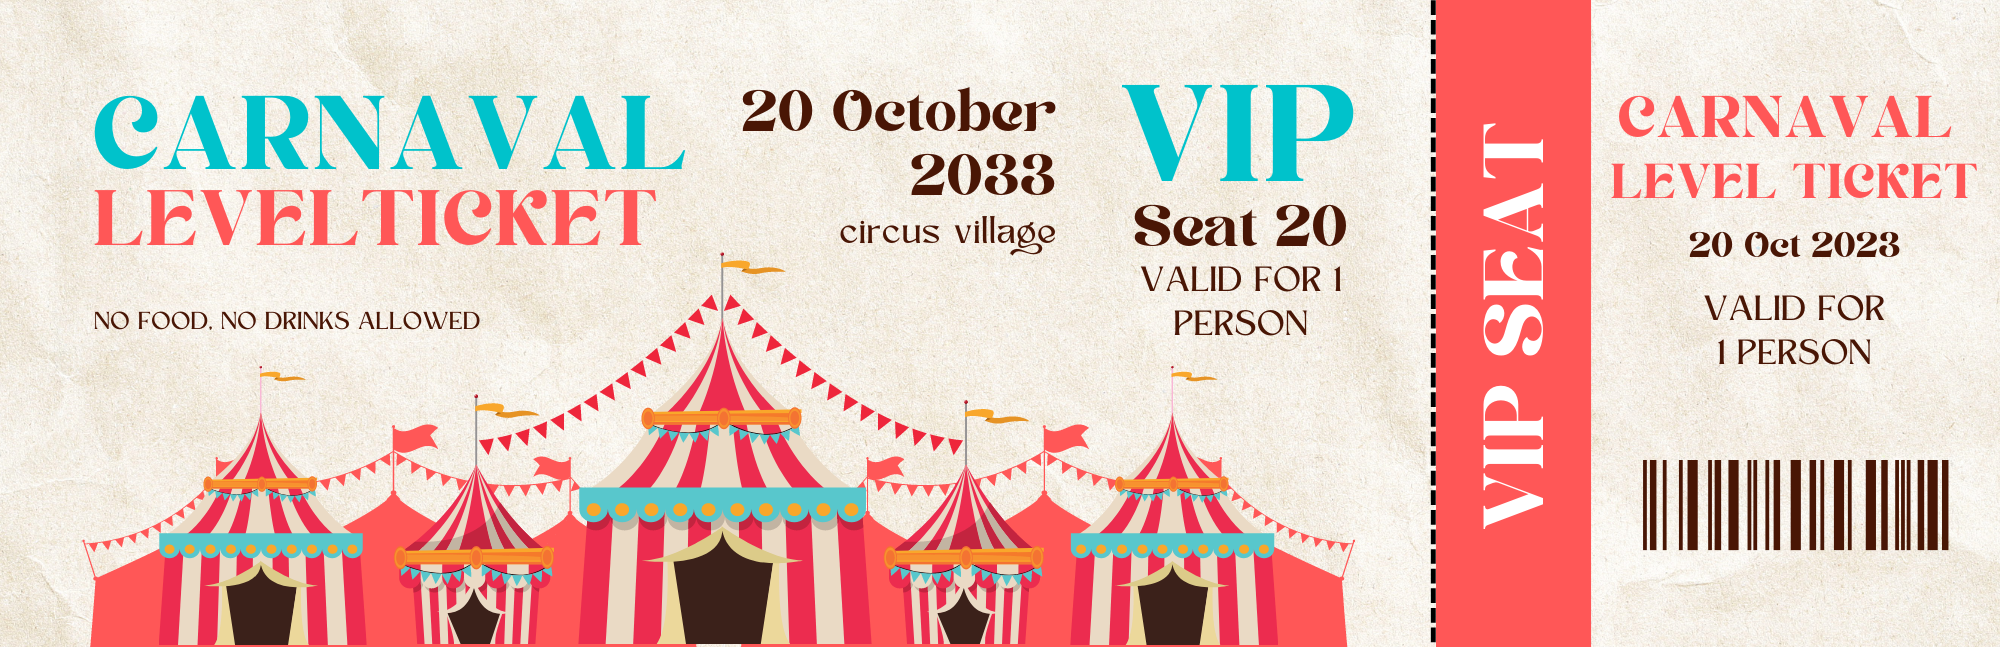 CARNAVAL
LEVEL TICKET
NO FOOD, NO DRINKS ALLOWED
20 October
2033
circus village
VIP
Seat 20
VALID FOR 1
PERSON
VIP SEAT
CARNAVAL
LEVEL TICKET
20 Oct 2023
VALID FOR
1 PERSON